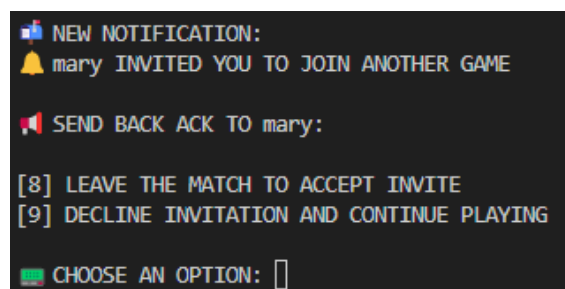 📬 NEW NOTIFICATION:
🔔 mary INVITED YOU TO JOIN ANOTHER GAME
📢 SEND BACK ACK TO mary:
[8] LEAVE THE MATCH TO ACCEPT INVITE
[9] DECLINE INVITATION AND CONTINUE PLAYING
📟 CHOOSE AN OPTION: